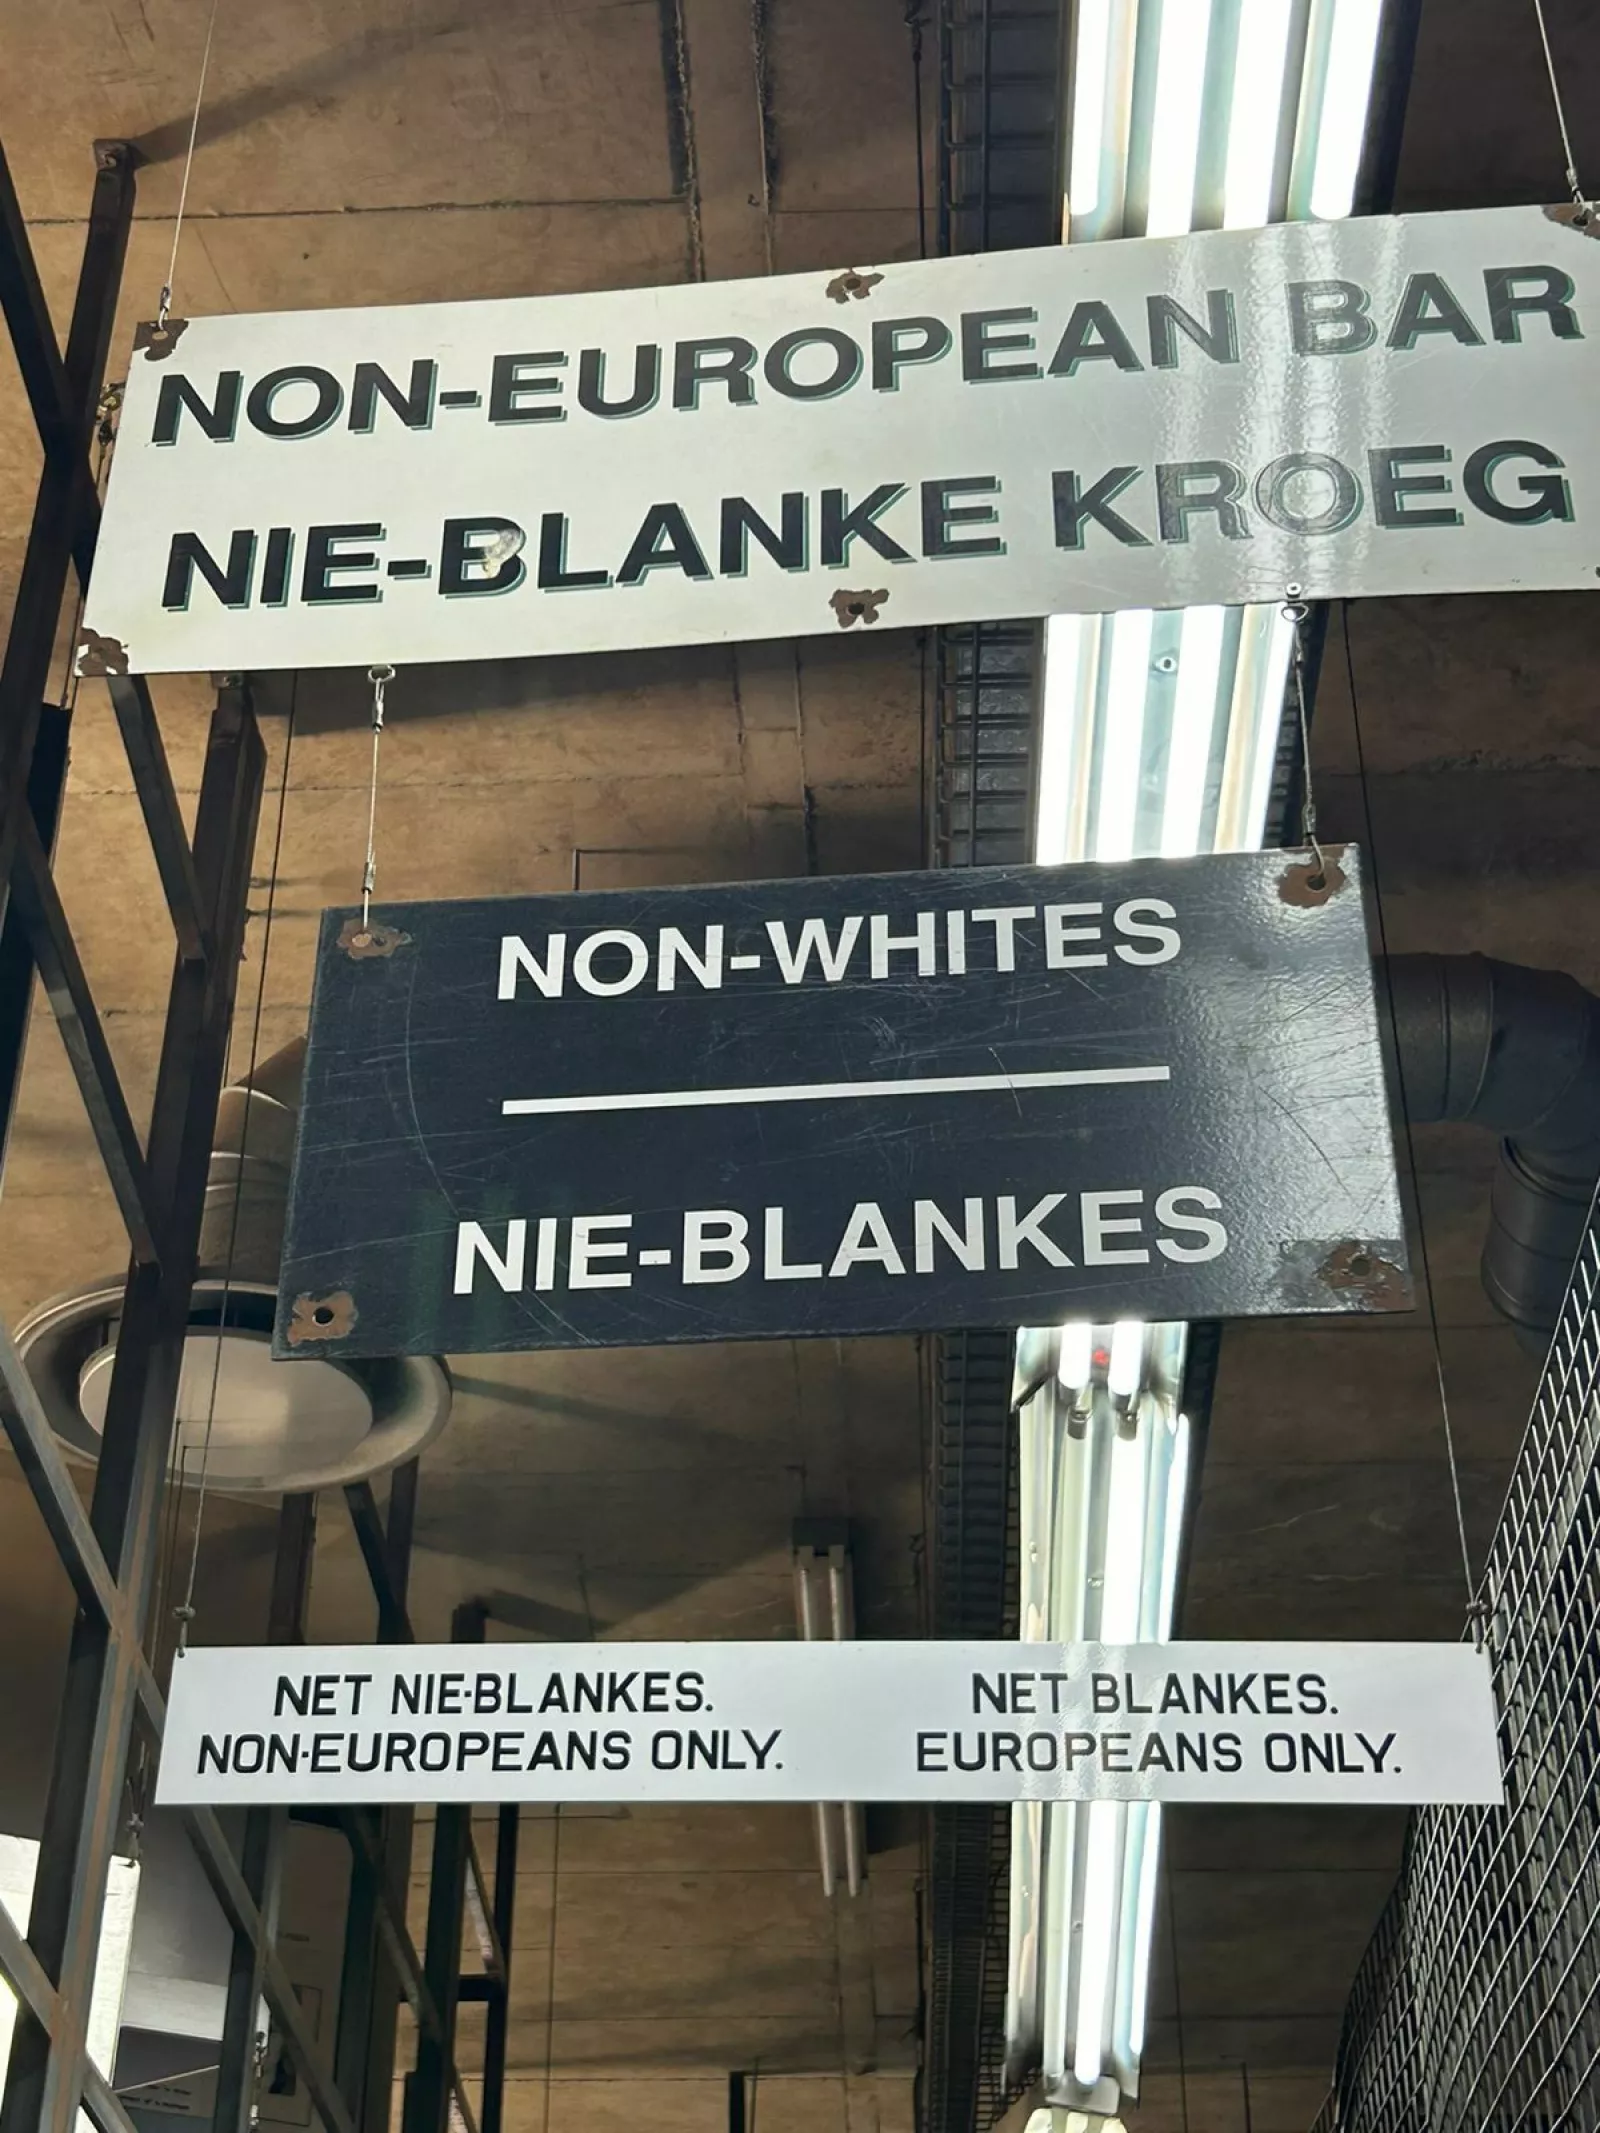 NON-EUROPEAN BAR
NIE-BLANKE KROEG
NON-WHITES
NIE-BLANKES
NET NIE-BLANKES.
NON-EUROPEANS ONLY.
NET BLANKES.
EUROPEANS ONLY.